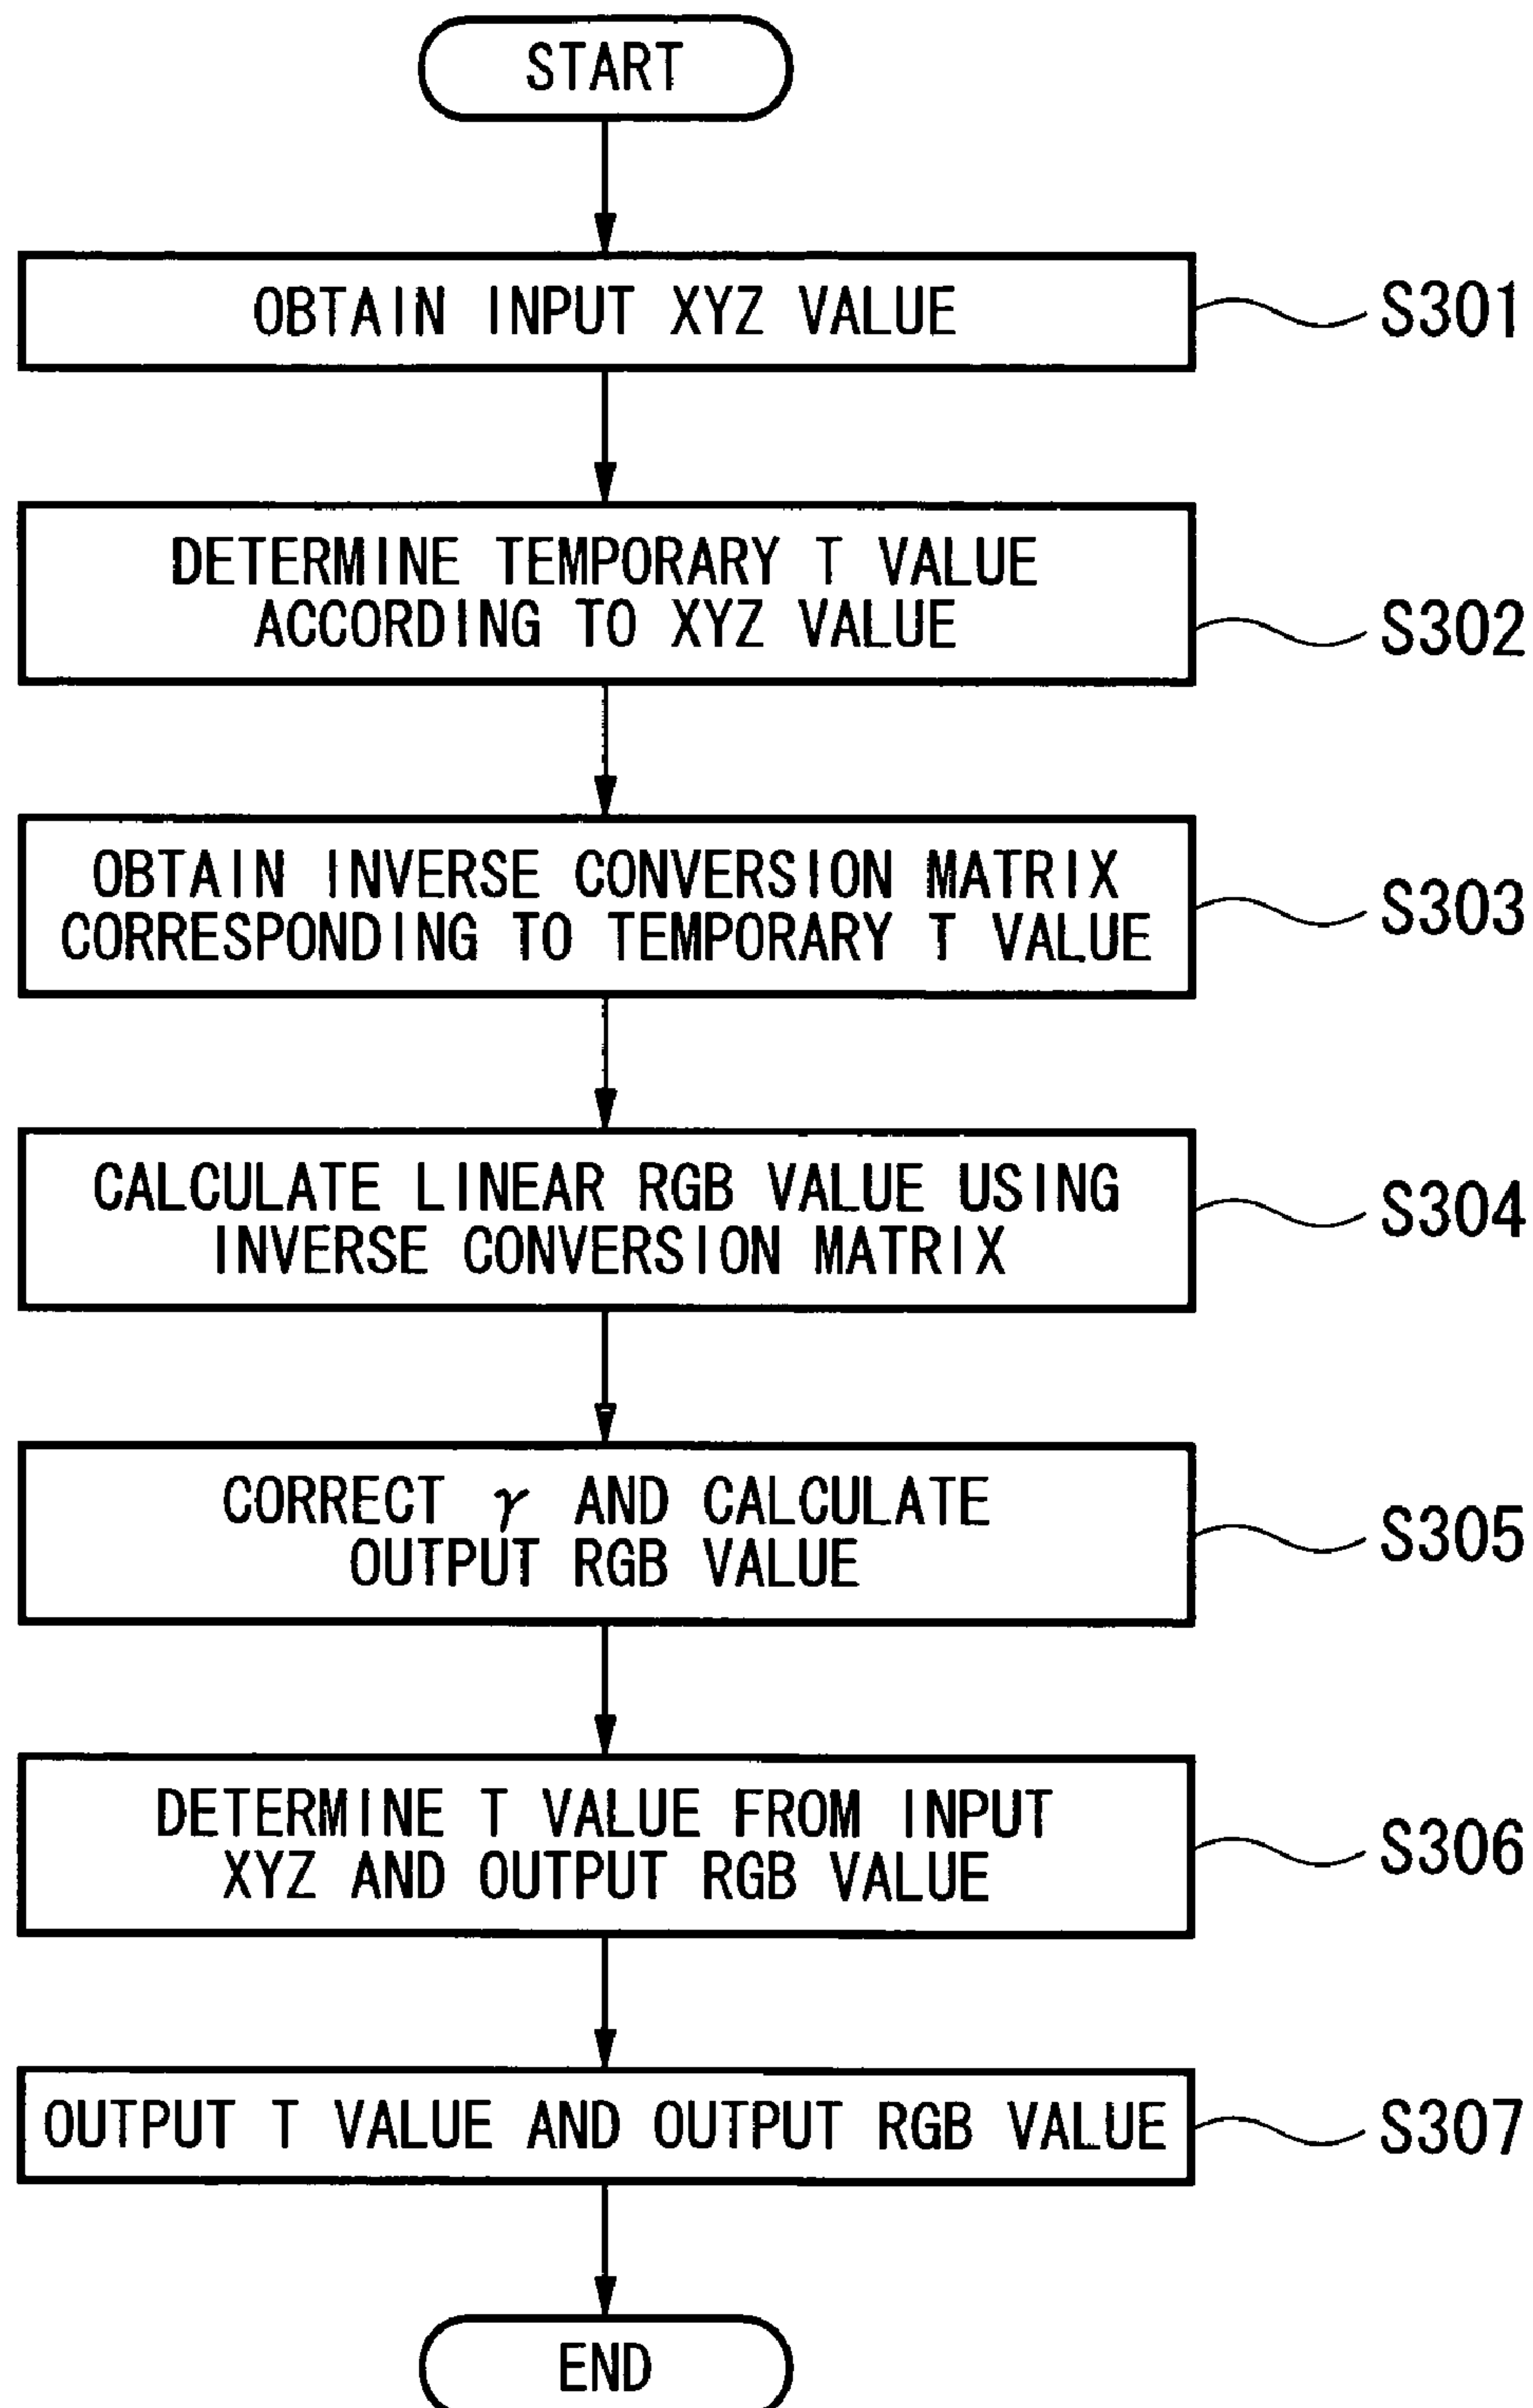 START
OBTAIN INPUT XYZ VALUE
S301
DETERMINE TEMPORARY T VALUE
ACCORDING TO XYZ VALUE
S302
OBTAIN INVERSE CONVERSION MATRIX
CORRESPONDING TO TEMPORARY T VALUE
S303
CALCULATE LINEAR RGB VALUE USING
INVERSE CONVERSION MATRIX
S304
CORRECT γ AND CALCULATE
OUTPUT RGB VALUE
S305
DETERMINE T VALUE FROM INPUT
XYZ AND OUTPUT RGB VALUE
S306
OUTPUT T VALUE AND OUTPUT RGB VALUE
S307
END